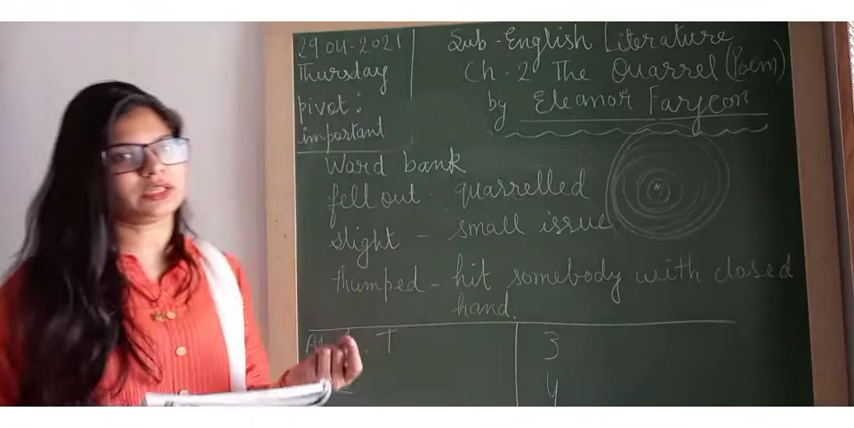 29-04-2021
Thursday
pivot :
important
Sub - English Literature
Ch - 2 The Quarrel (Poem)
by Eleanor Farjeon
Word bank
fell out - quarrelled
slight - small issue
thumped - hit somebody with closed
hand.
T
3
4